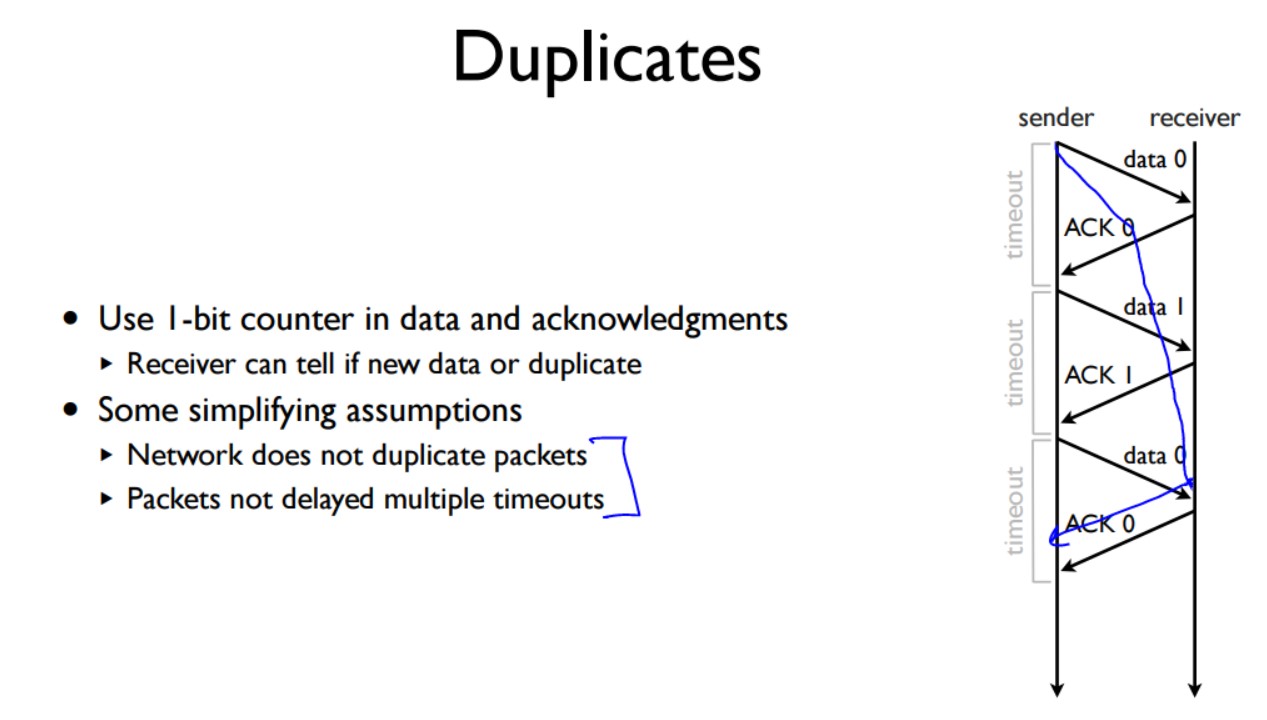 Duplicates
sender receiver
data 0
timeout
ACK 0
data 1
timeout
ACK 1
data 0
timeout
ACK 0
• Use 1-bit counter in data and acknowledgments
‣ Receiver can tell if new data or duplicate
• Some simplifying assumptions
‣ Network does not duplicate packets
‣ Packets not delayed multiple timeouts